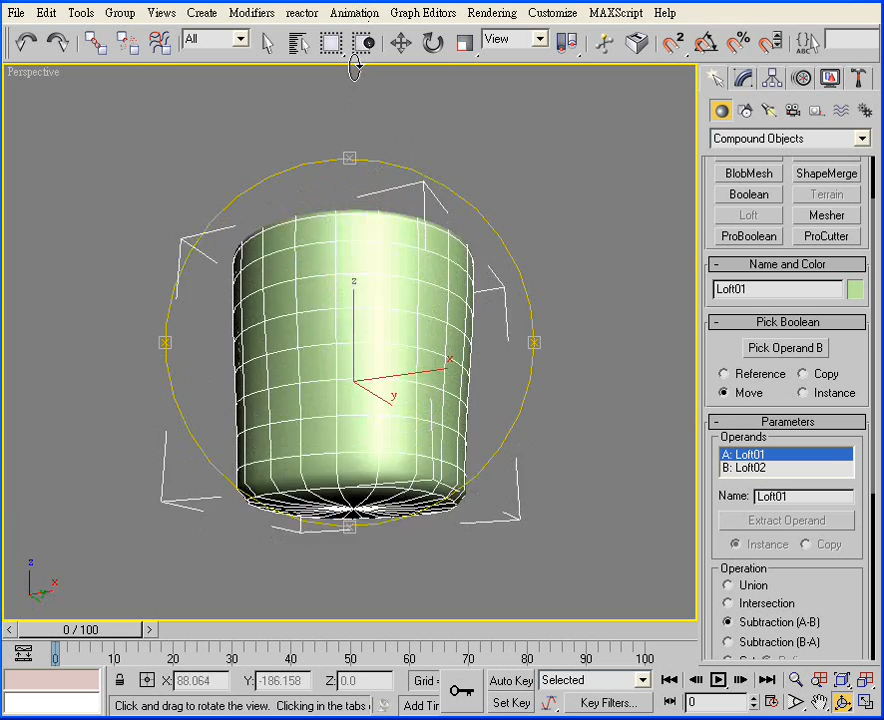 File Edit Tools Group Views Create Modifiers reactor Animation Graph Editors Rendering Customize MAXScript Help
All View
Perspective
Compound Objects
BlobMesh ShapeMerge
Boolean Terrain
Loft Mesher
ProBoolean ProCutter
- Name and Color
Loft01
- Pick Boolean
Pick Operand B
Reference Copy
Move Instance
- Parameters
Operands
A: Loft01
B: Loft02
Name: Loft01
Extract Operand
Instance Copy
Operation
Union
Intersection
Subtraction (A-B)
Subtraction (B-A)
z
x
y
z
x
< 0 / 100 >
0 10 20 30 40 50 60 70 80 90 100
X: 88.064 Y: -186.158 Z: 0.0 Grid = Auto Key Selected
Click and drag to rotate the view. Clicking in the tabs Add Tir Set Key Key Filters... 0